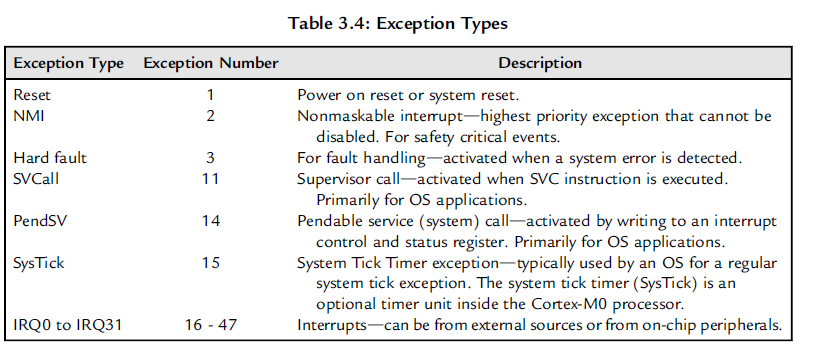 Table 3.4: Exception Types
Exception Type Exception Number Description
Reset 1 Power on reset or system reset.
NMI 2 Nonmaskable interrupt—highest priority exception that cannot be
disabled. For safety critical events.
Hard fault 3 For fault handling—activated when a system error is detected.
SVCall 11 Supervisor call—activated when SVC instruction is executed.
Primarily for OS applications.
PendSV 14 Pendable service (system) call—activated by writing to an interrupt
control and status register. Primarily for OS applications.
SysTick 15 System Tick Timer exception—typically used by an OS for a regular
system tick exception. The system tick timer (SysTick) is an
optional timer unit inside the Cortex-M0 processor.
IRQ0 to IRQ31 16 - 47 Interrupts—can be from external sources or from on-chip peripherals.